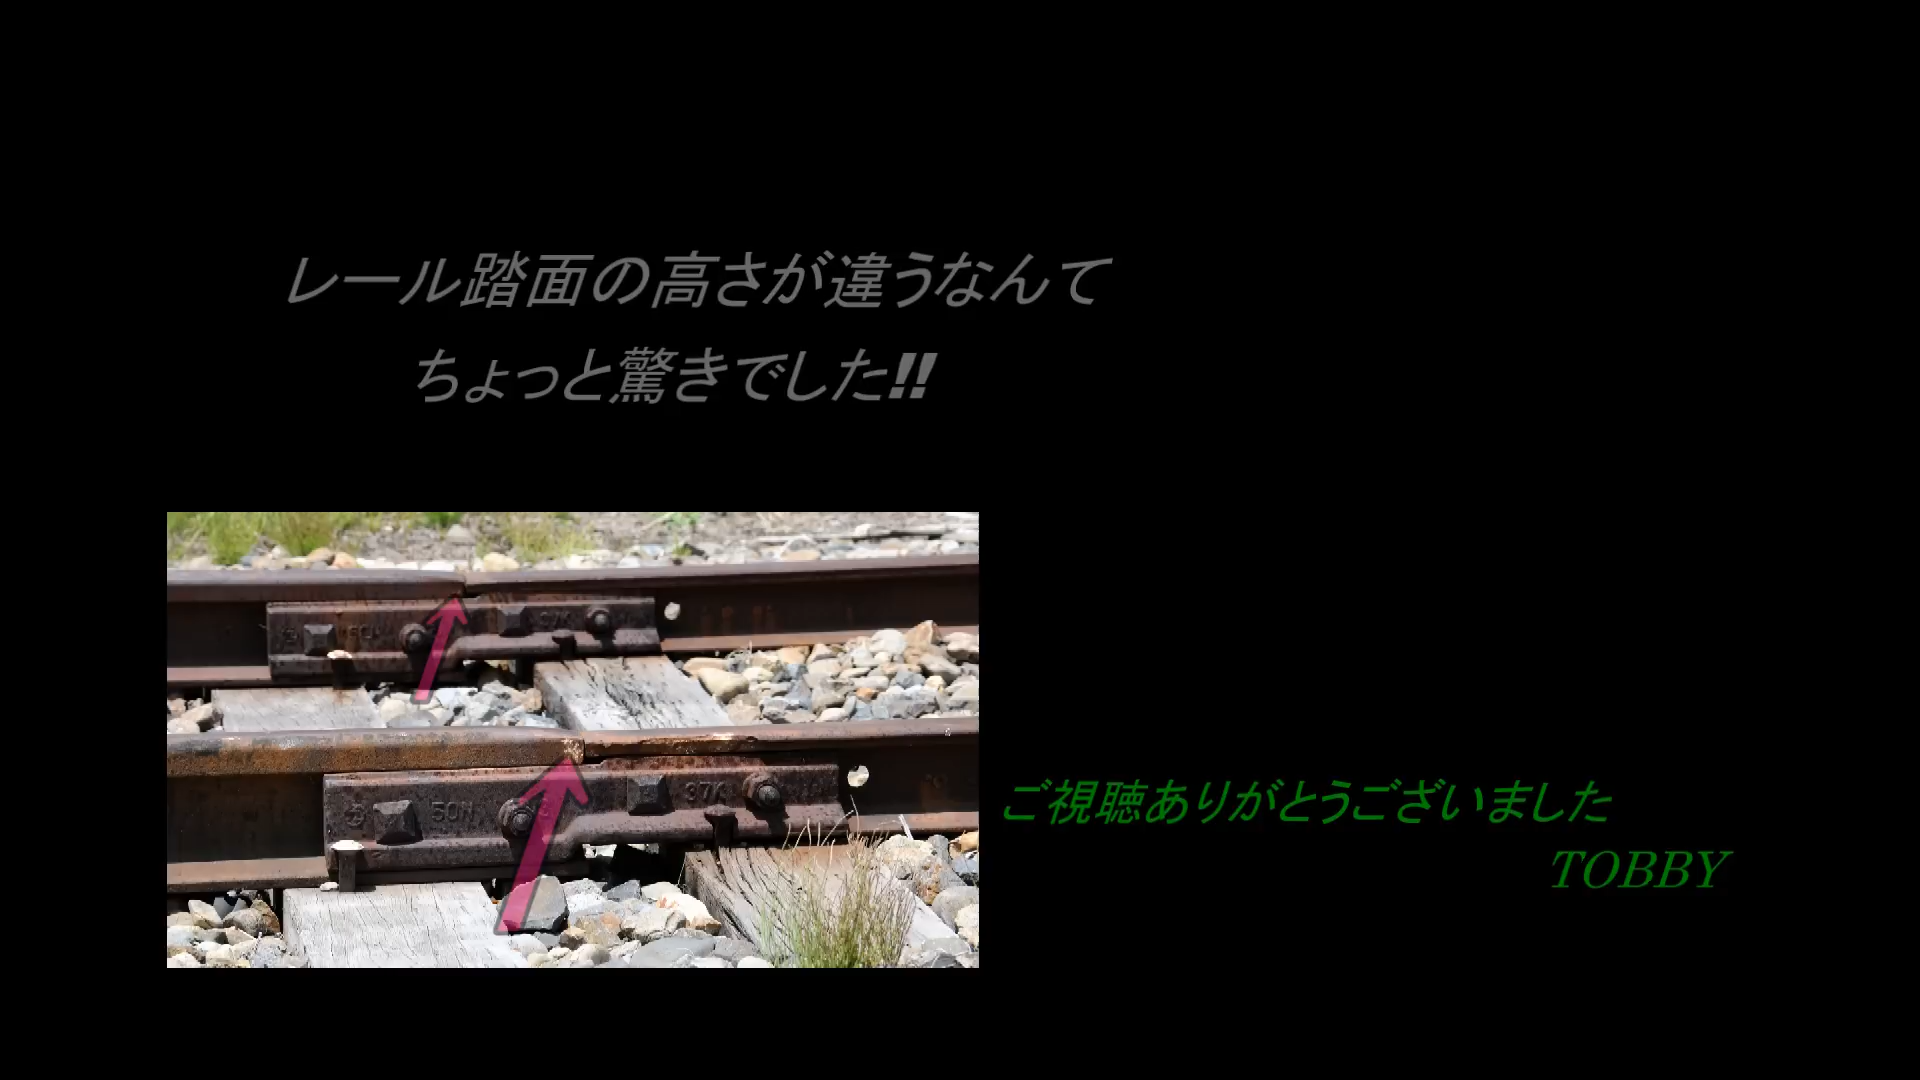 レール踏面の高さが違うなんて
ちょっと驚きでした!!
50N
37K
ご視聴ありがとうございました
TOBBY